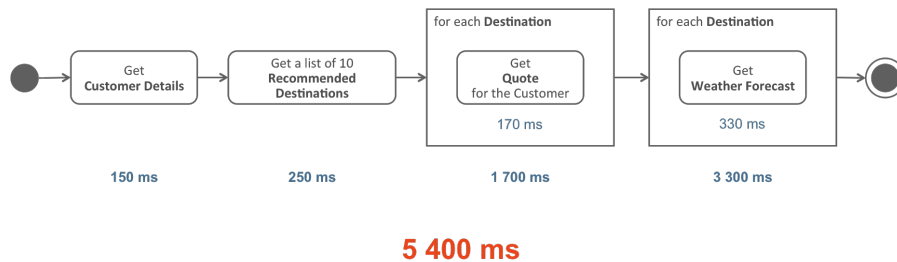 for each Destination
for each Destination
Get
Customer Details
Get a list of 10
Recommended
Destinations
Get
Quote
for the Customer
Get
Weather Forecast
170 ms
330 ms
150 ms
250 ms
1 700 ms
3 300 ms
5 400 ms